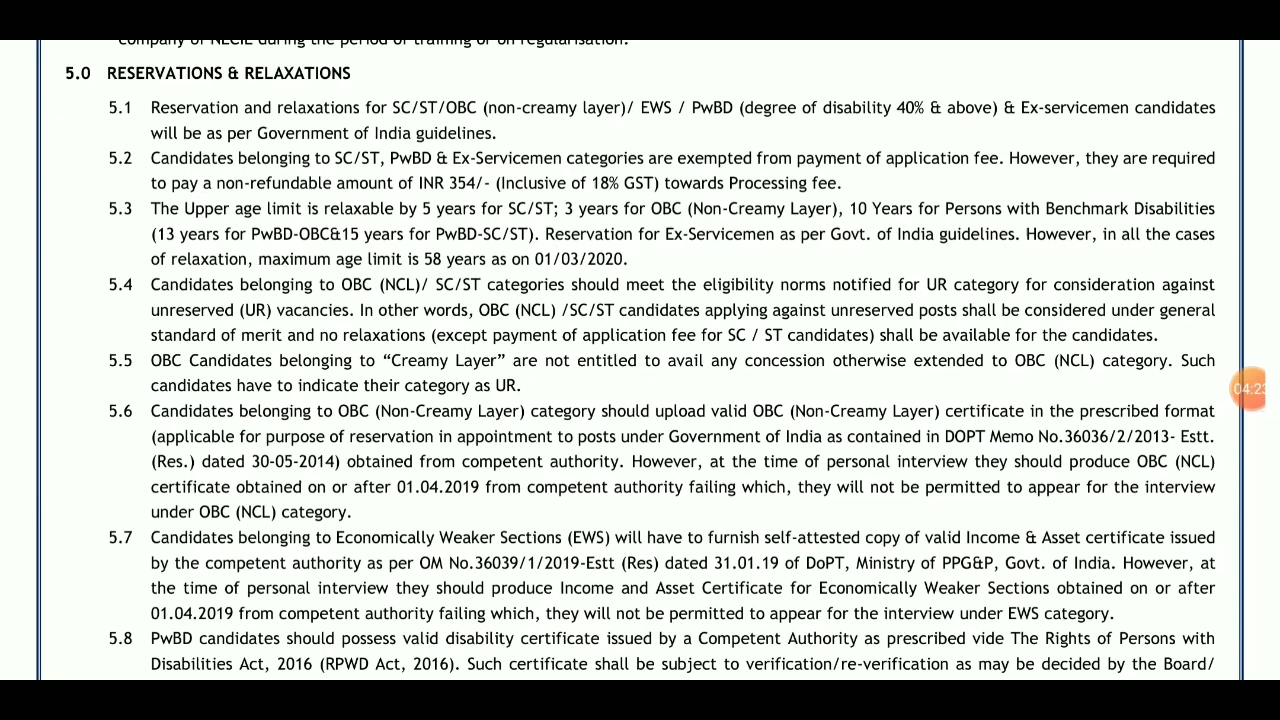 company of NLCIL during the period of training or on regularisation.
5.0 RESERVATIONS & RELAXATIONS
5.1 Reservation and relaxations for SC/ST/OBC (non-creamy layer)/ EWS / PwBD (degree of disability 40% & above) & Ex-servicemen candidates
will be as per Government of India guidelines.
5.2 Candidates belonging to SC/ST, PwBD & Ex-Servicemen categories are exempted from payment of application fee. However, they are required
to pay a non-refundable amount of INR 354/- (Inclusive of 18% GST) towards Processing fee.
5.3 The Upper age limit is relaxable by 5 years for SC/ST; 3 years for OBC (Non-Creamy Layer), 10 Years for Persons with Benchmark Disabilities
(13 years for PwBD-OBC&15 years for PwBD-SC/ST). Reservation for Ex-Servicemen as per Govt. of India guidelines. However, in all the cases
of relaxation, maximum age limit is 58 years as on 01/03/2020.
5.4 Candidates belonging to OBC (NCL)/ SC/ST categories should meet the eligibility norms notified for UR category for consideration against
unreserved (UR) vacancies. In other words, OBC (NCL) /SC/ST candidates applying against unreserved posts shall be considered under general
standard of merit and no relaxations (except payment of application fee for SC / ST candidates) shall be available for the candidates.
5.5 OBC Candidates belonging to “Creamy Layer” are not entitled to avail any concession otherwise extended to OBC (NCL) category. Such
candidates have to indicate their category as UR.
5.6 Candidates belonging to OBC (Non-Creamy Layer) category should upload valid OBC (Non-Creamy Layer) certificate in the prescribed format
(applicable for purpose of reservation in appointment to posts under Government of India as contained in DOPT Memo No.36036/2/2013- Estt.
(Res.) dated 30-05-2014) obtained from competent authority. However, at the time of personal interview they should produce OBC (NCL)
certificate obtained on or after 01.04.2019 from competent authority failing which, they will not be permitted to appear for the interview
under OBC (NCL) category.
5.7 Candidates belonging to Economically Weaker Sections (EWS) will have to furnish self-attested copy of valid Income & Asset certificate issued
by the competent authority as per OM No.36039/1/2019-Estt (Res) dated 31.01.19 of DoPT, Ministry of PPG&P, Govt. of India. However, at
the time of personal interview they should produce Income and Asset Certificate for Economically Weaker Sections obtained on or after
01.04.2019 from competent authority failing which, they will not be permitted to appear for the interview under EWS category.
5.8 PwBD candidates should possess valid disability certificate issued by a Competent Authority as prescribed vide The Rights of Persons with
Disabilities Act, 2016 (RPWD Act, 2016). Such certificate shall be subject to verification/re-verification as may be decided by the Board/
04:23